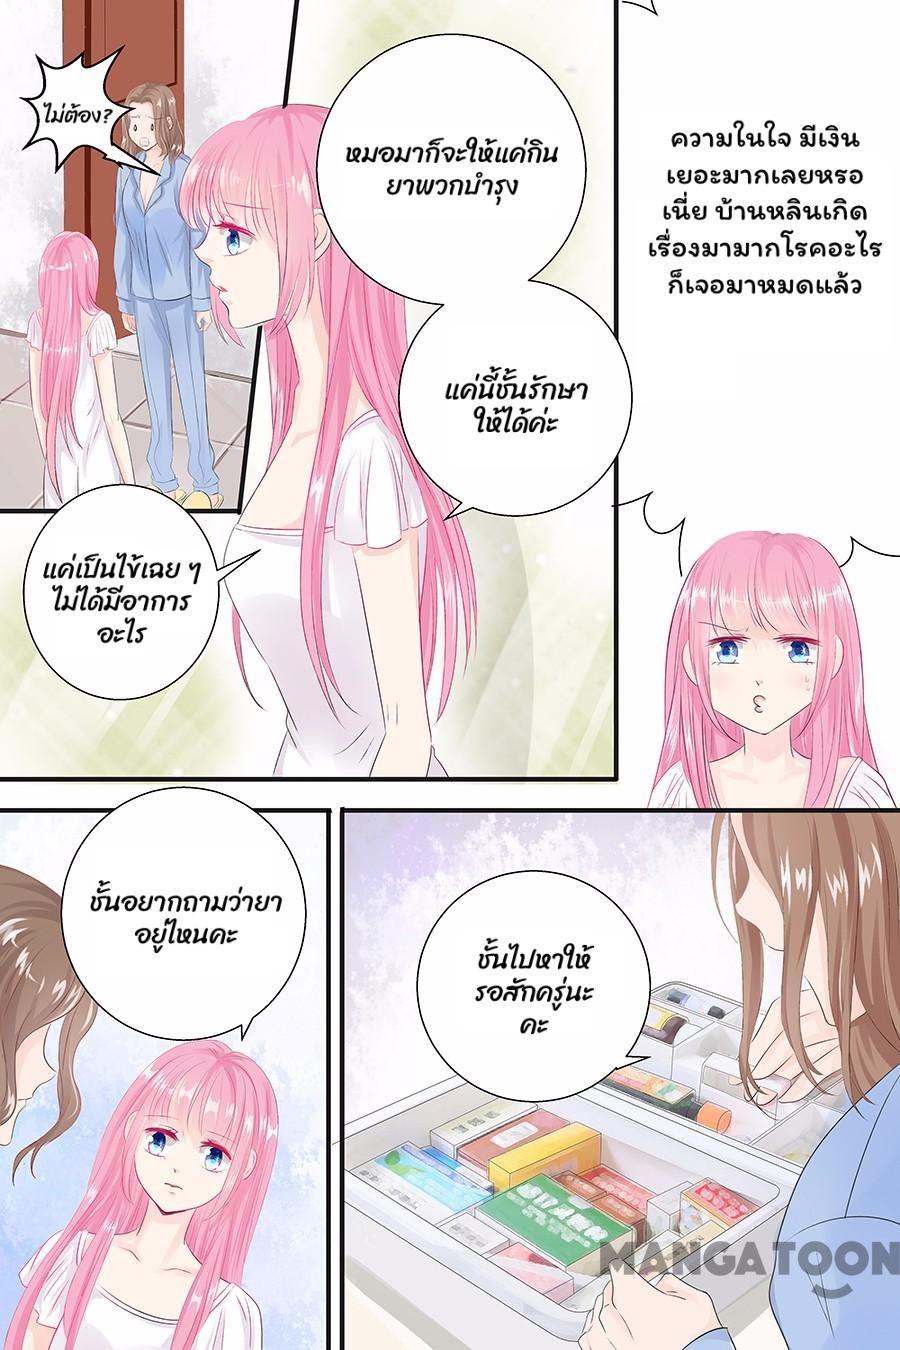 ไม่ต้อง?
หมอมาก็จะให้แค่กิน
ยาพวกบำรุง
แค่นี้ชั้นรักษา
ให้ได้ค่ะ
แค่เป็นไข้เฉย ๆ
ไม่ได้มีอาการ
อะไร
ความในใจ มีเงิน
เยอะมากเลยหรอ
เนี่ย บ้านหลินเกิด
เรื่องมามากโรคอะไร
ก็เจอมาหมดแล้ว
ชั้นอยากถามว่ายา
อยู่ไหนคะ
ชั้นไปหาให้
รอสักครู่นะ
คะ
MANGATOON